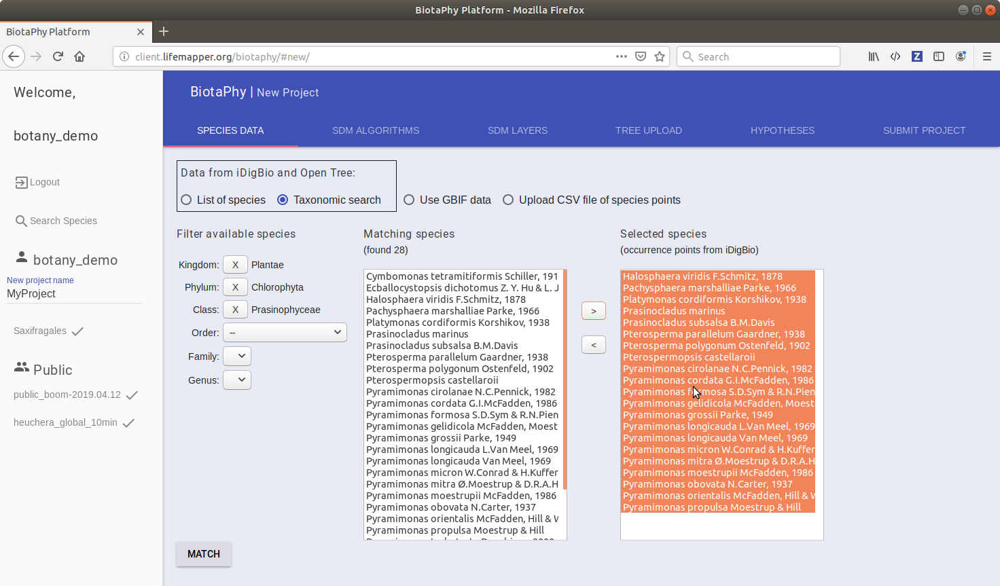 BiotaPhy Platform - Mozilla Firefox
BiotaPhy Platform
client.lifemapper.org/biotaphy/#new/
Search
Welcome,
botany_demo
Logout
Search Species
botany_demo
New project name
MyProject
Saxifragales
Public
public_boom-2019.04.12
heuchera_global_10min
BiotaPhy | New Project
SPECIES DATA
SDM ALGORITHMS
SDM LAYERS
TREE UPLOAD
HYPOTHESES
SUBMIT PROJECT
Data from iDigBio and Open Tree:
List of species
Taxonomic search
Use GBIF data
Upload CSV file of species points
Filter available species
Kingdom: X Plantae
Phylum: X Chlorophyta
Class: X Prasinophyceae
Order: --
Family:
Genus:
MATCH
Matching species
(found 28)
Cymbomonas tetramitiformis Schiller, 191
Ecballocystopsis dichotomus Z. Y. Hu & L. J
Halosphaera viridis F.Schmitz, 1878
Pachysphaera marshalliae Parke, 1966
Platymonas cordiformis Korshikov, 1938
Prasinocladus marinus
Prasinocladus subsalsa B.M.Davis
Pterosperma parallelum Gaardner, 1938
Pterosperma polygonum Ostenfeld, 1902
Pterospermopsis castellaroii
Pyramimonas cirolanae N.C.Pennick, 1982
Pyramimonas cordata G.I.McFadden, 1986
Pyramimonas formosa S.D.Sym & R.N.Pien
Pyramimonas gelidicola McFadden, Moest
Pyramimonas grossii Parke, 1949
Pyramimonas longicauda L.Van Meel, 1969
Pyramimonas longicauda Van Meel, 1969
Pyramimonas micron W.Conrad & H.Kuffer
Pyramimonas mitra Ø.Moestrup & D.R.A.H
Pyramimonas moestrupii McFadden, 1986
Pyramimonas obovata N.Carter, 1937
Pyramimonas orientalis McFadden, Hill & W
Pyramimonas propulsa Moestrup & Hill
>
<
Selected species
(occurrence points from iDigBio)
Halosphaera viridis F.Schmitz, 1878
Pachysphaera marshalliae Parke, 1966
Platymonas cordiformis Korshikov, 1938
Prasinocladus marinus
Prasinocladus subsalsa B.M.Davis
Pterosperma parallelum Gaardner, 1938
Pterosperma polygonum Ostenfeld, 1902
Pterospermopsis castellaroii
Pyramimonas cirolanae N.C.Pennick, 1982
Pyramimonas cordata G.I.McFadden, 1986
Pyramimonas formosa S.D.Sym & R.N.Pien
Pyramimonas gelidicola McFadden, Moest
Pyramimonas grossii Parke, 1949
Pyramimonas longicauda L.Van Meel, 1969
Pyramimonas longicauda Van Meel, 1969
Pyramimonas micron W.Conrad & H.Kuffer
Pyramimonas mitra Ø.Moestrup & D.R.A.H
Pyramimonas moestrupii McFadden, 1986
Pyramimonas obovata N.Carter, 1937
Pyramimonas orientalis McFadden, Hill & W
Pyramimonas propulsa Moestrup & Hill